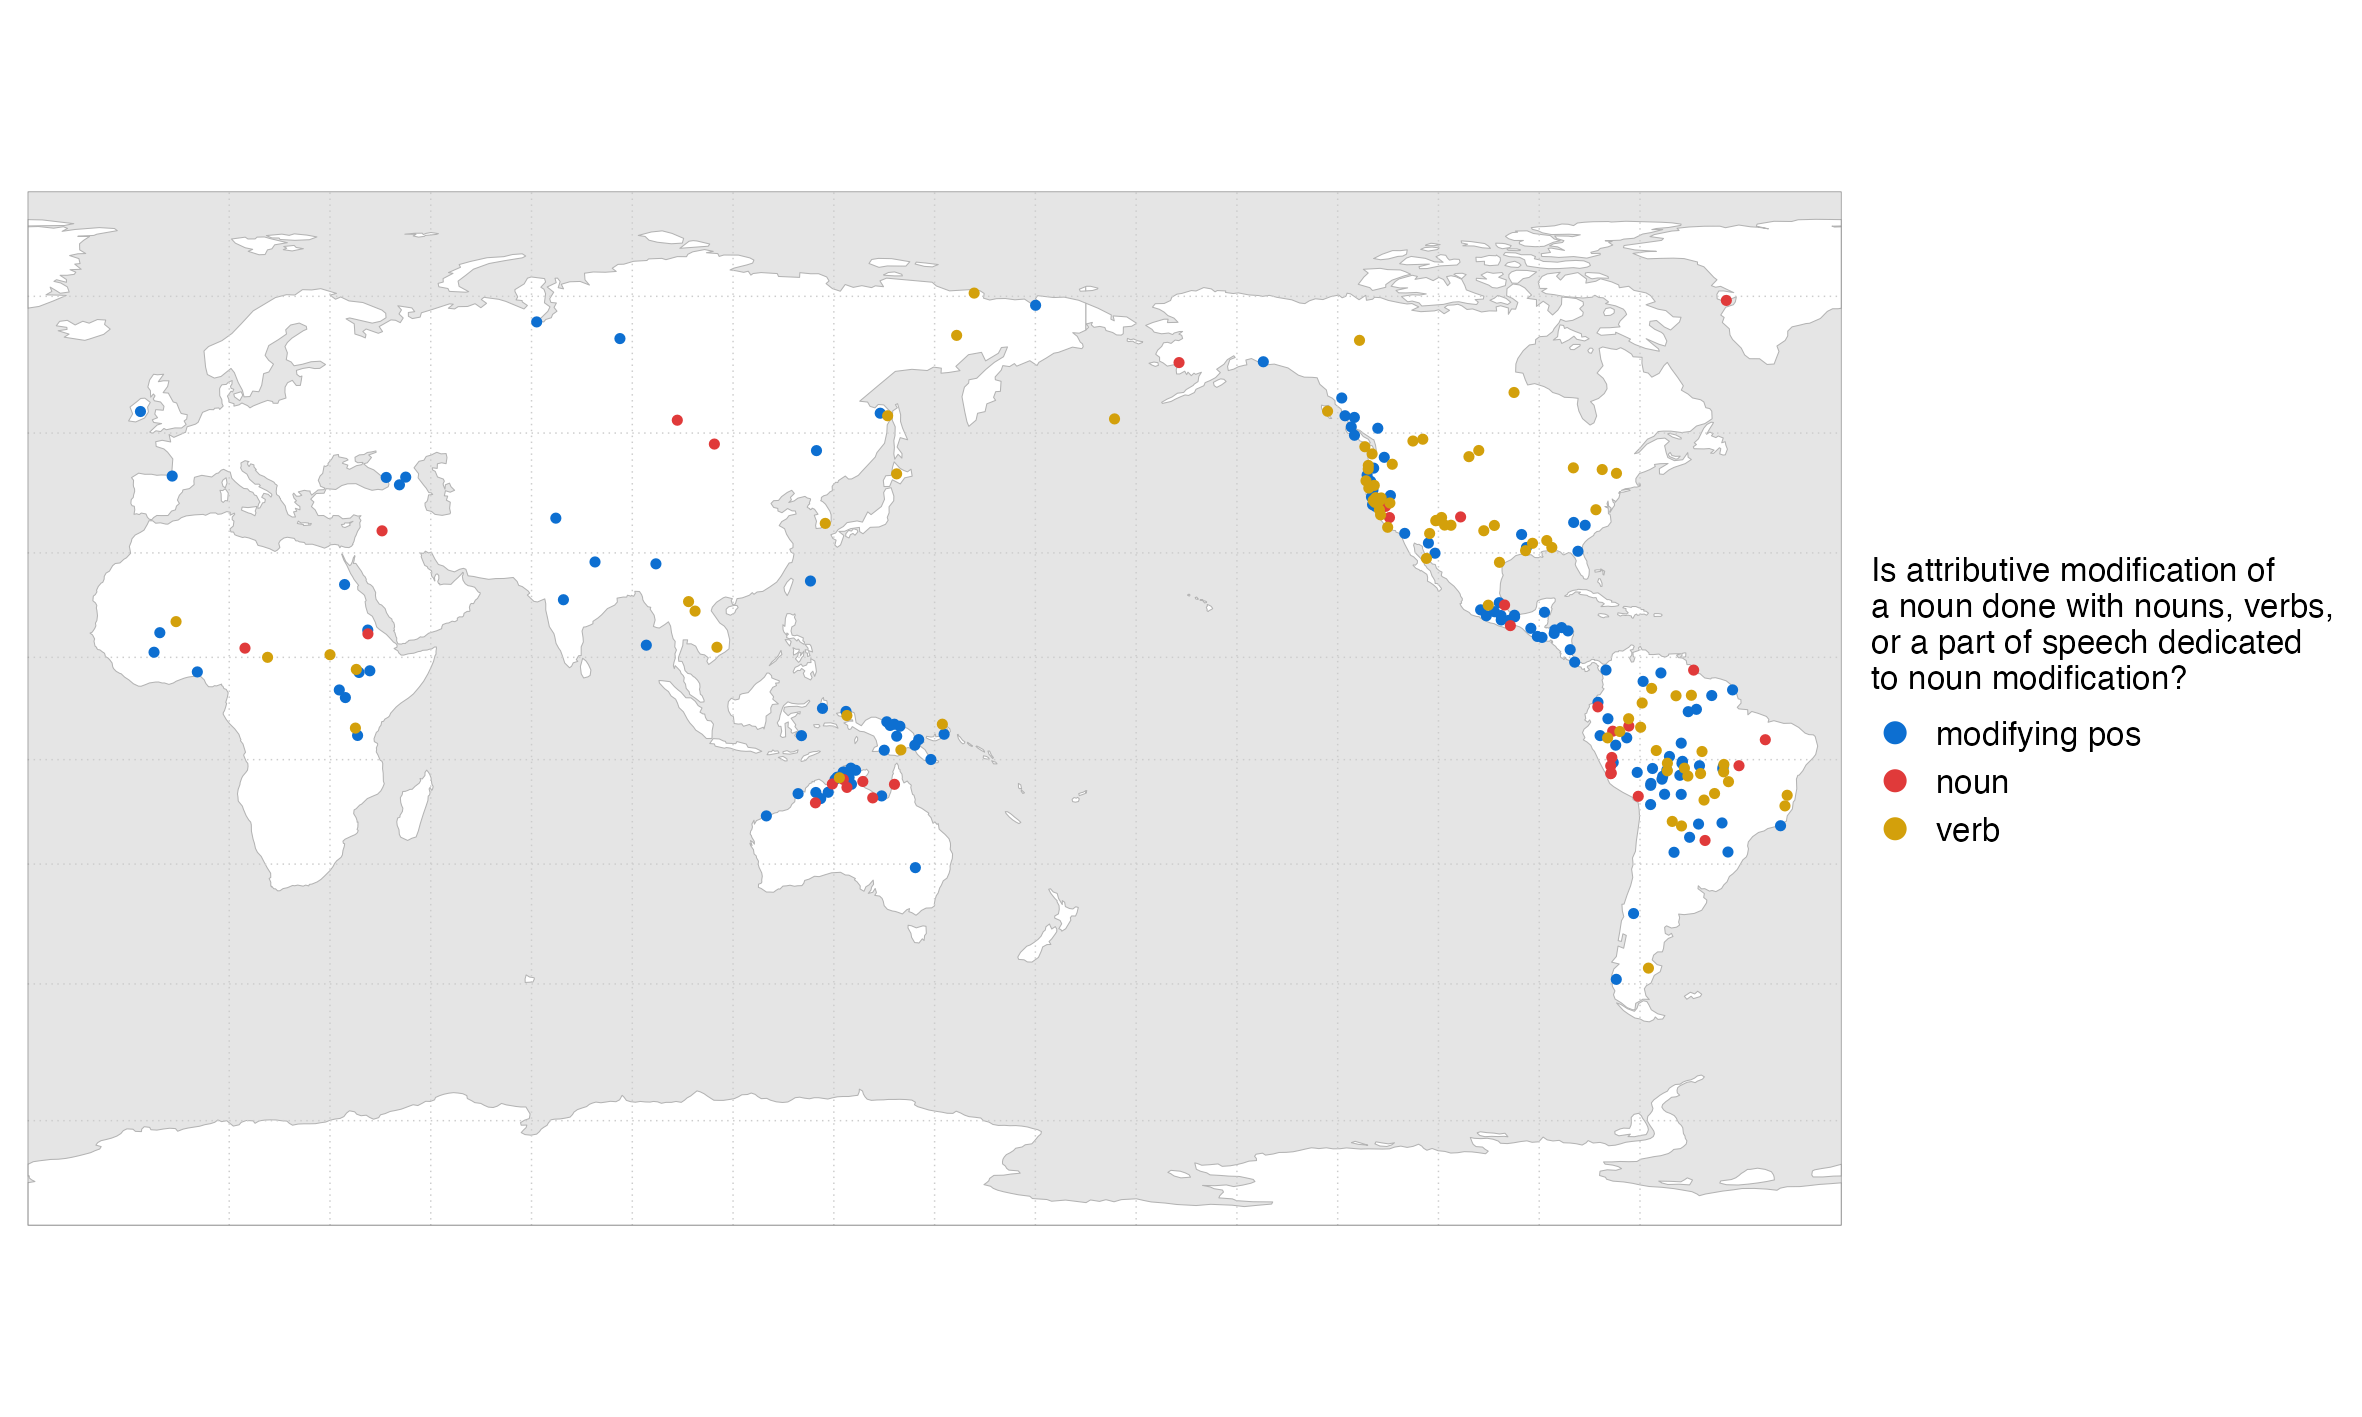 Is attributive modification of
a noun done with nouns, verbs,
or a part of speech dedicated
to noun modification?
modifying pos
noun
verb